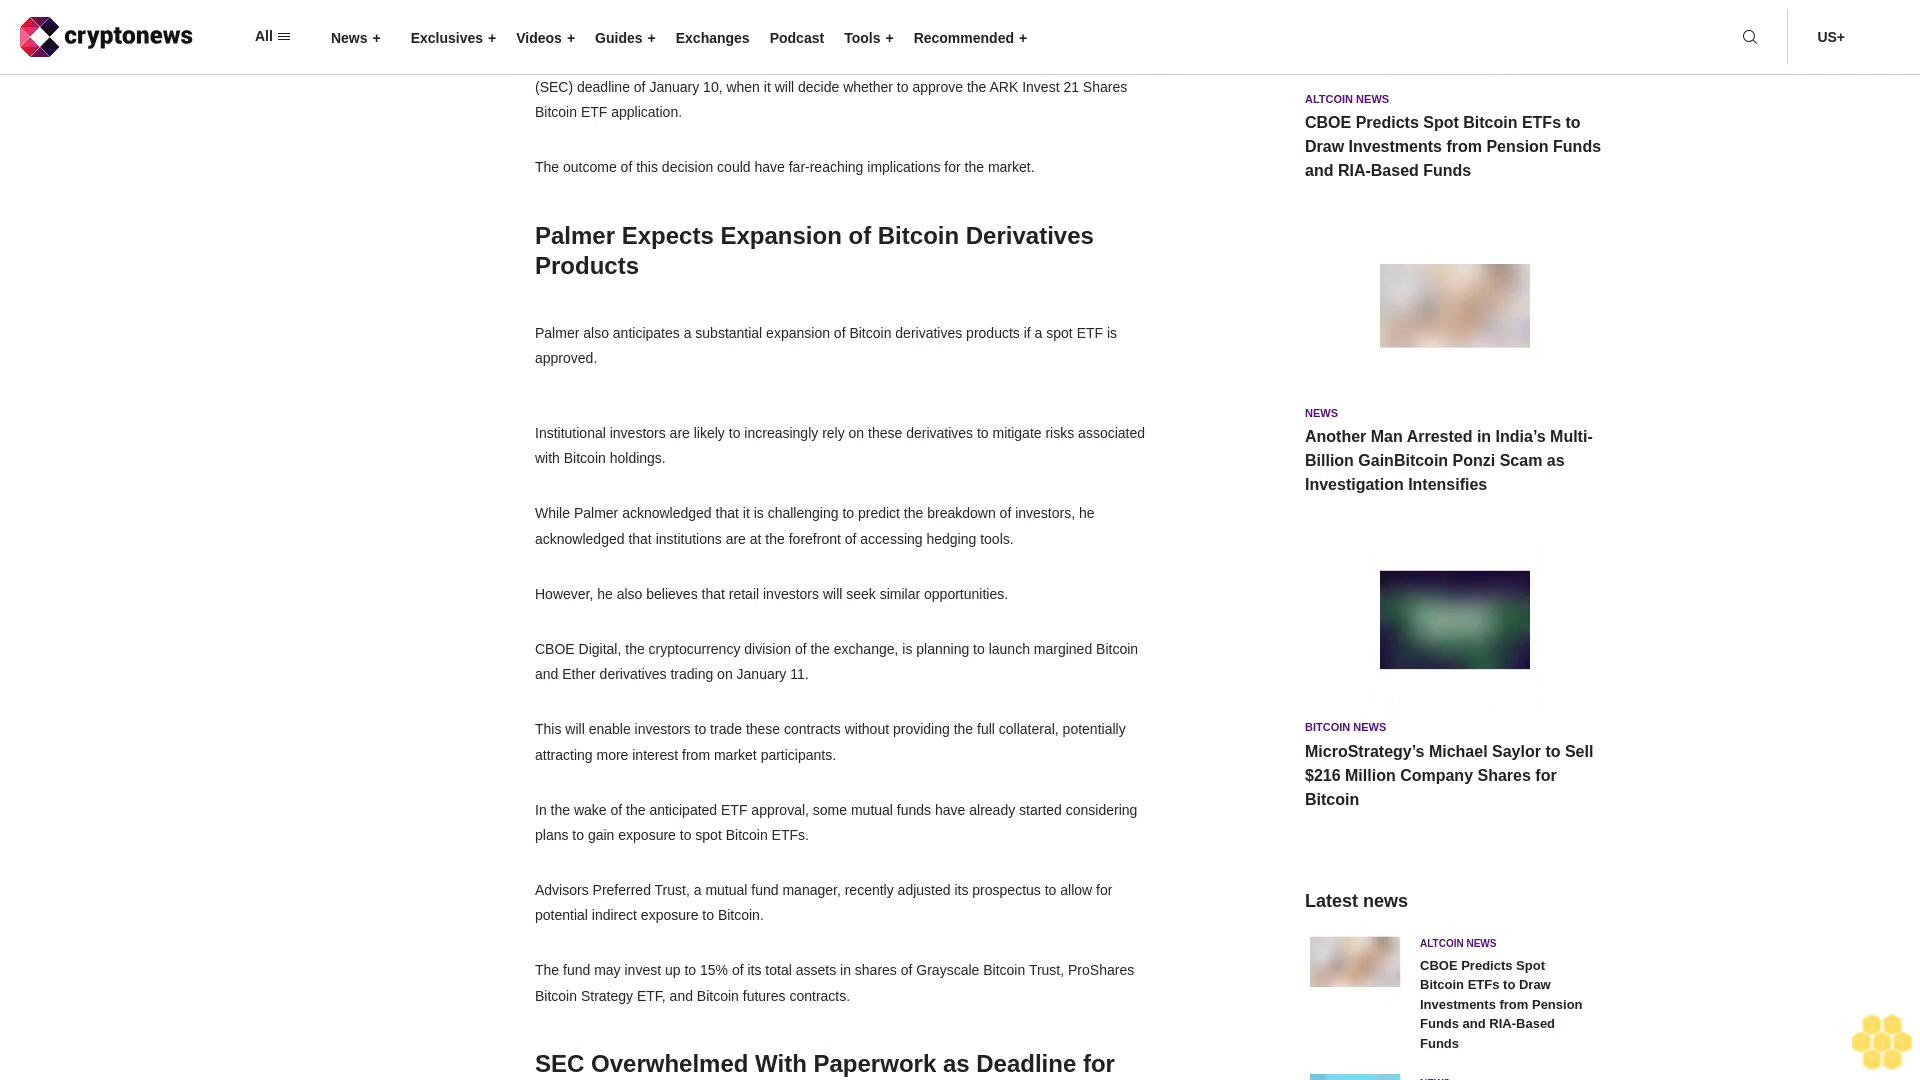 cryptonews
All
News +
Exclusives +
Videos +
Guides +
Exchanges
Podcast
Tools +
Recommended +
US+
(SEC) deadline of January 10, when it will decide whether to approve the ARK Invest 21 Shares
Bitcoin ETF application.
The outcome of this decision could have far-reaching implications for the market.
Palmer Expects Expansion of Bitcoin Derivatives
Products
Palmer also anticipates a substantial expansion of Bitcoin derivatives products if a spot ETF is
approved.
Institutional investors are likely to increasingly rely on these derivatives to mitigate risks associated
with Bitcoin holdings.
While Palmer acknowledged that it is challenging to predict the breakdown of investors, he
acknowledged that institutions are at the forefront of accessing hedging tools.
However, he also believes that retail investors will seek similar opportunities.
CBOE Digital, the cryptocurrency division of the exchange, is planning to launch margined Bitcoin
and Ether derivatives trading on January 11.
This will enable investors to trade these contracts without providing the full collateral, potentially
attracting more interest from market participants.
In the wake of the anticipated ETF approval, some mutual funds have already started considering
plans to gain exposure to spot Bitcoin ETFs.
Advisors Preferred Trust, a mutual fund manager, recently adjusted its prospectus to allow for
potential indirect exposure to Bitcoin.
The fund may invest up to 15% of its total assets in shares of Grayscale Bitcoin Trust, ProShares
Bitcoin Strategy ETF, and Bitcoin futures contracts.
SEC Overwhelmed With Paperwork as Deadline for
ALTCOIN NEWS
CBOE Predicts Spot Bitcoin ETFs to
Draw Investments from Pension Funds
and RIA-Based Funds
NEWS
Another Man Arrested in India’s Multi-
Billion GainBitcoin Ponzi Scam as
Investigation Intensifies
BITCOIN NEWS
MicroStrategy’s Michael Saylor to Sell
$216 Million Company Shares for
Bitcoin
Latest news
ALTCOIN NEWS
CBOE Predicts Spot
Bitcoin ETFs to Draw
Investments from Pension
Funds and RIA-Based
Funds